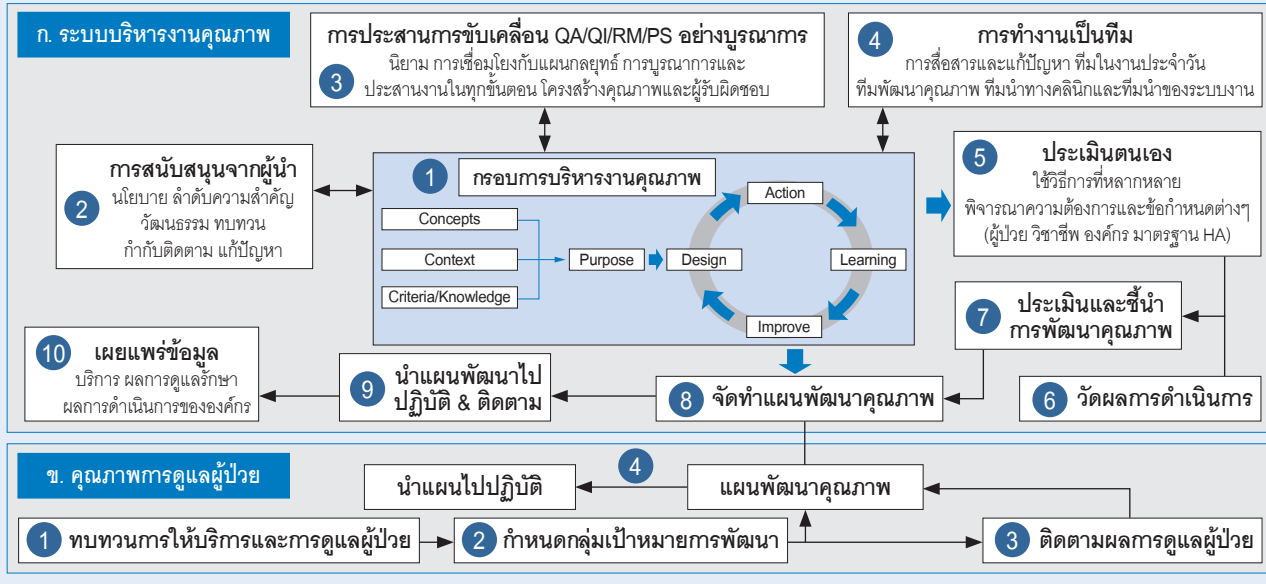 ก. ระบบบริหารงานคุณภาพ
การประสานการขับเคลื่อน QA/QI/RM/PS อย่างบูรณาการ
3
นิยาม การเชื่อมโยงกับแผนกลยุทธ์ การบูรณาการและ
ประสานงานในทุกขั้นตอน โครงสร้างคุณภาพและผู้รับผิดชอบ
4
การทำงานเป็นทีม
การสื่อสารและแก้ปัญหา ทีมในงานประจำวัน
ทีมพัฒนาคุณภาพ ทีมนำทางคลินิกและทีมนำของระบบงาน
2
การสนับสนุนจากผู้นำ
นโยบาย ลำดับความสำคัญ
วัฒนธรรม ทบทวน
กำกับติดตาม แก้ปัญหา
1
กรอบการบริหารงานคุณภาพ
Concepts
Context
Criteria/Knowledge
Purpose
Design
Action
Learning
Improve
5
ประเมินตนเอง
ใช้วิธีการที่หลากหลาย
พิจารณาความต้องการและข้อกำหนดต่างๆ
(ผู้ป่วย วิชาชีพ องค์กร มาตรฐาน HA)
7
ประเมินและชี้นำ
การพัฒนาคุณภาพ
10
เผยแพร่ข้อมูล
บริการ ผลการดูแลรักษา
ผลการดำเนินการขององค์กร
9
นำแผนพัฒนาไป
ปฏิบัติ & ติดตาม
8
จัดทำแผนพัฒนาคุณภาพ
6
วัดผลการดำเนินการ
ข. คุณภาพการดูแลผู้ป่วย
นำแผนไปปฏิบัติ
4
แผนพัฒนาคุณภาพ
1
ทบทวนการให้บริการและการดูแลผู้ป่วย
2
กำหนดกลุ่มเป้าหมายการพัฒนา
3
ติดตามผลการดูแลผู้ป่วย